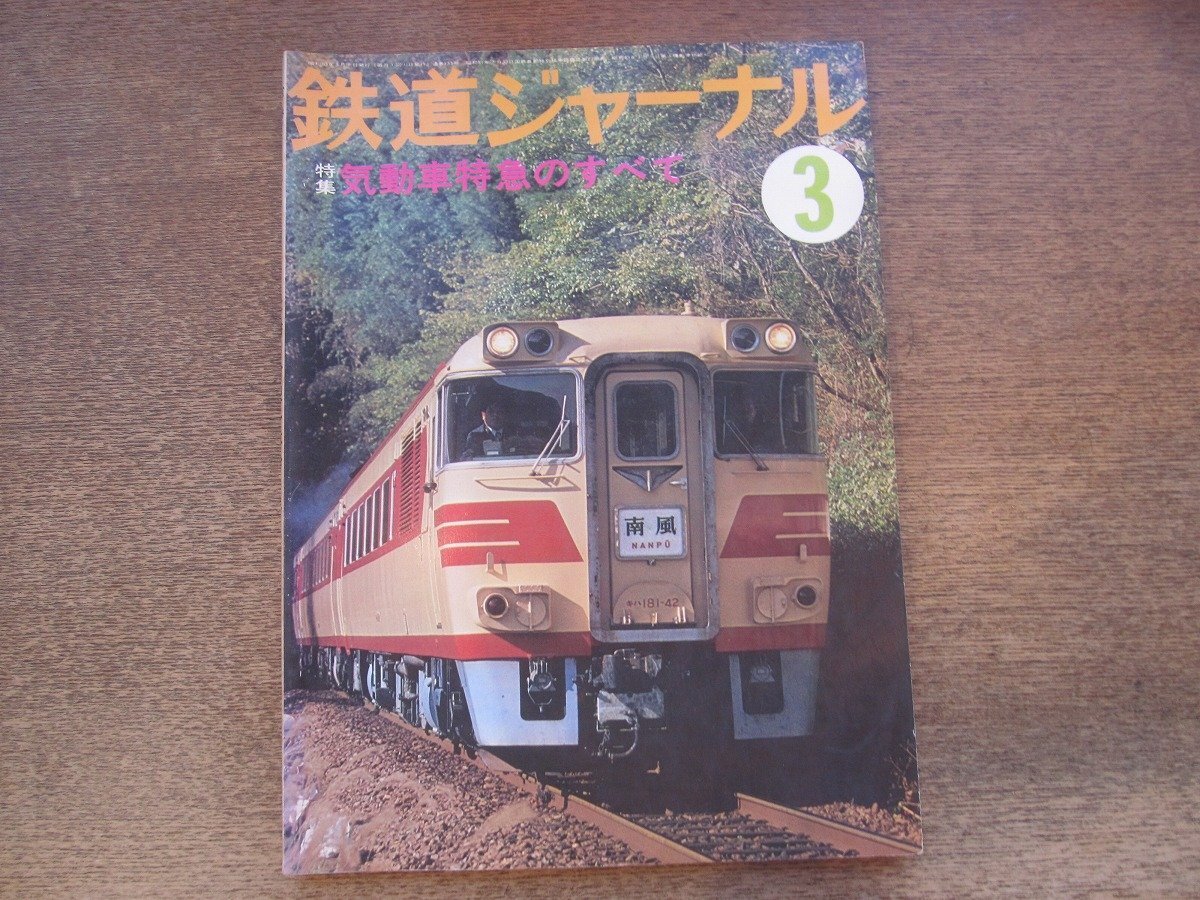 鉄道ジャーナル
特集 気動車特急のすべて
3
南風
NANPŪ
キハ181-42